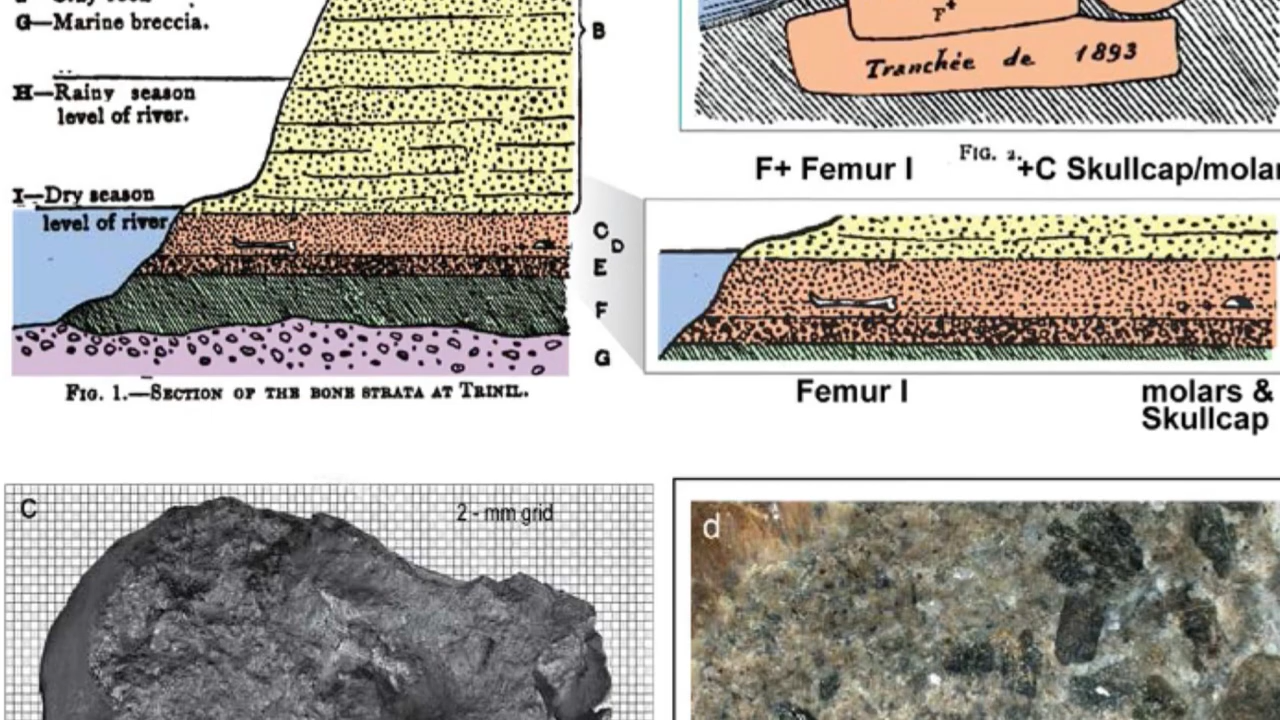 G—Marine breccia.
H—Rainy season
level of river.
I—Dry season
level of river
B
C
D
E
F
G
FIG. 1.—SECTION OF THE BONE STRATA AT TRINIL.
F+
Tranchée de 1893
FIG. 2.
F+ Femur I
+C Skullcap/molar
Femur I
molars &
Skullcap
C
2 - mm grid
d